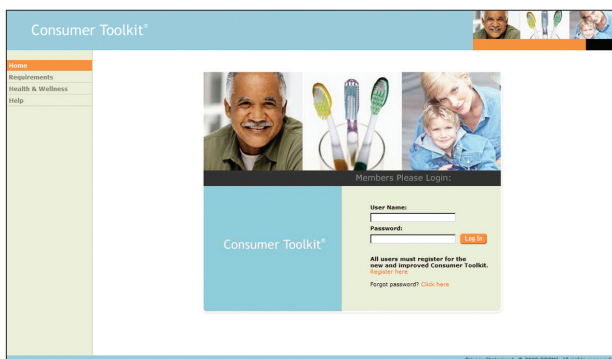 Consumer Toolkit®
Home
Requirements
Health & Wellness
Help
Members Please Login:
Consumer Toolkit®
User Name:
Password:
Log In
All users must register for the
new and improved Consumer Toolkit.
Register here
Forgot password? Click here